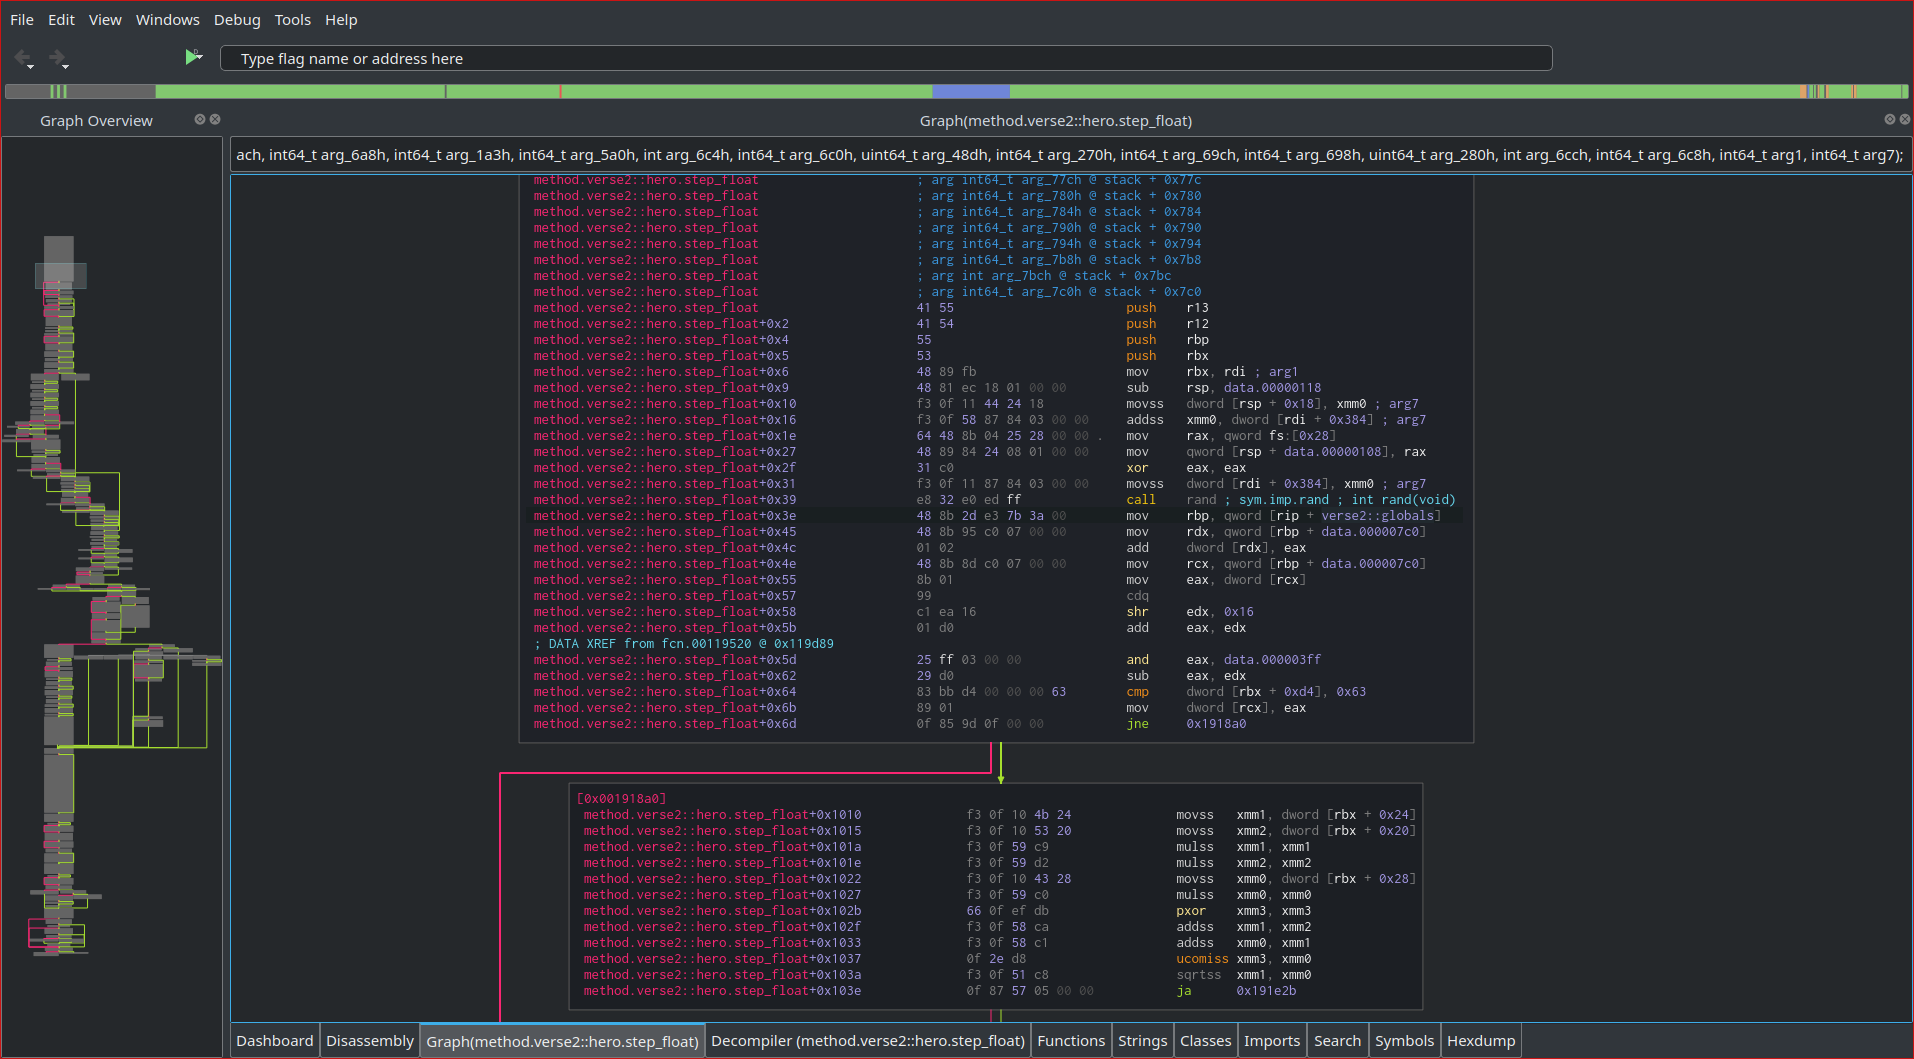 File Edit View Windows Debug Tools Help
Type flag name or address here
Graph Overview
Graph(method.verse2::hero.step_float)
ach, int64_t arg_6a8h, int64_t arg_1a3h, int64_t arg_5a0h, int arg_6c4h, int64_t arg_6c0h, uint64_t arg_48dh, int64_t arg_270h, int64_t arg_69ch, int64_t arg_698h, uint64_t arg_280h, int arg_6cch, int64_t arg_6c8h, int64_t arg1, int64_t arg7);
method.verse2::hero.step_float ; arg int64_t arg_77ch @ stack + 0x77c
method.verse2::hero.step_float ; arg int64_t arg_780h @ stack + 0x780
method.verse2::hero.step_float ; arg int64_t arg_784h @ stack + 0x784
method.verse2::hero.step_float ; arg int64_t arg_790h @ stack + 0x790
method.verse2::hero.step_float ; arg int64_t arg_794h @ stack + 0x794
method.verse2::hero.step_float ; arg int64_t arg_7b8h @ stack + 0x7b8
method.verse2::hero.step_float ; arg int arg_7bch @ stack + 0x7bc
method.verse2::hero.step_float ; arg int64_t arg_7c0h @ stack + 0x7c0
method.verse2::hero.step_float 41 55 push r13
method.verse2::hero.step_float+0x2 41 54 push r12
method.verse2::hero.step_float+0x4 55 push rbp
method.verse2::hero.step_float+0x5 53 push rbx
method.verse2::hero.step_float+0x6 48 89 fb mov rbx, rdi ; arg1
method.verse2::hero.step_float+0x9 48 81 ec 18 01 00 00 sub rsp, data.00000118
method.verse2::hero.step_float+0x10 f3 0f 11 44 24 18 movss dword [rsp + 0x18], xmm0 ; arg7
method.verse2::hero.step_float+0x16 f3 0f 58 87 84 03 00 00 addss xmm0, dword [rdi + 0x384] ; arg7
method.verse2::hero.step_float+0x1e 64 48 8b 04 25 28 00 00 . mov rax, qword fs:[0x28]
method.verse2::hero.step_float+0x27 48 89 84 24 08 01 00 00 mov qword [rsp + data.00000108], rax
method.verse2::hero.step_float+0x2f 31 c0 xor eax, eax
method.verse2::hero.step_float+0x31 f3 0f 11 87 84 03 00 00 movss dword [rdi + 0x384], xmm0 ; arg7
method.verse2::hero.step_float+0x39 e8 32 e0 ed ff call rand ; sym.imp.rand ; int rand(void)
method.verse2::hero.step_float+0x3e 48 8b 2d e3 7b 3a 00 mov rbp, qword [rip + verse2::globals]
method.verse2::hero.step_float+0x45 48 8b 95 c0 07 00 00 mov rdx, qword [rbp + data.000007c0]
method.verse2::hero.step_float+0x4c 01 02 add dword [rdx], eax
method.verse2::hero.step_float+0x4e 48 8b 8d c0 07 00 00 mov rcx, qword [rbp + data.000007c0]
method.verse2::hero.step_float+0x55 8b 01 mov eax, dword [rcx]
method.verse2::hero.step_float+0x57 99 cdq
method.verse2::hero.step_float+0x58 c1 ea 16 shr edx, 0x16
method.verse2::hero.step_float+0x5b 01 d0 add eax, edx
; DATA XREF from fcn.00119520 @ 0x119d89
method.verse2::hero.step_float+0x5d 25 ff 03 00 00 and eax, data.000003ff
method.verse2::hero.step_float+0x62 29 d0 sub eax, edx
method.verse2::hero.step_float+0x64 83 bb d4 00 00 00 63 cmp dword [rbx + 0xd4], 0x63
method.verse2::hero.step_float+0x6b 89 01 mov dword [rcx], eax
method.verse2::hero.step_float+0x6d 0f 85 9d 0f 00 00 jne 0x1918a0
[0x001918a0]
method.verse2::hero.step_float+0x1010 f3 0f 10 4b 24 movss xmm1, dword [rbx + 0x24]
method.verse2::hero.step_float+0x1015 f3 0f 10 53 20 movss xmm2, dword [rbx + 0x20]
method.verse2::hero.step_float+0x101a f3 0f 59 c9 mulss xmm1, xmm1
method.verse2::hero.step_float+0x101e f3 0f 59 d2 mulss xmm2, xmm2
method.verse2::hero.step_float+0x1022 f3 0f 10 43 28 movss xmm0, dword [rbx + 0x28]
method.verse2::hero.step_float+0x1027 f3 0f 59 c0 mulss xmm0, xmm0
method.verse2::hero.step_float+0x102b 66 0f ef db pxor xmm3, xmm3
method.verse2::hero.step_float+0x102f f3 0f 58 ca addss xmm1, xmm2
method.verse2::hero.step_float+0x1033 f3 0f 58 c1 addss xmm0, xmm1
method.verse2::hero.step_float+0x1037 0f 2e d8 ucomiss xmm3, xmm0
method.verse2::hero.step_float+0x103a f3 0f 51 c8 sqrtss xmm1, xmm0
method.verse2::hero.step_float+0x103e 0f 87 57 05 00 00 ja 0x191e2b
Dashboard Disassembly Graph(method.verse2::hero.step_float) Decompiler (method.verse2::hero.step_float) Functions Strings Classes Imports Search Symbols Hexdump